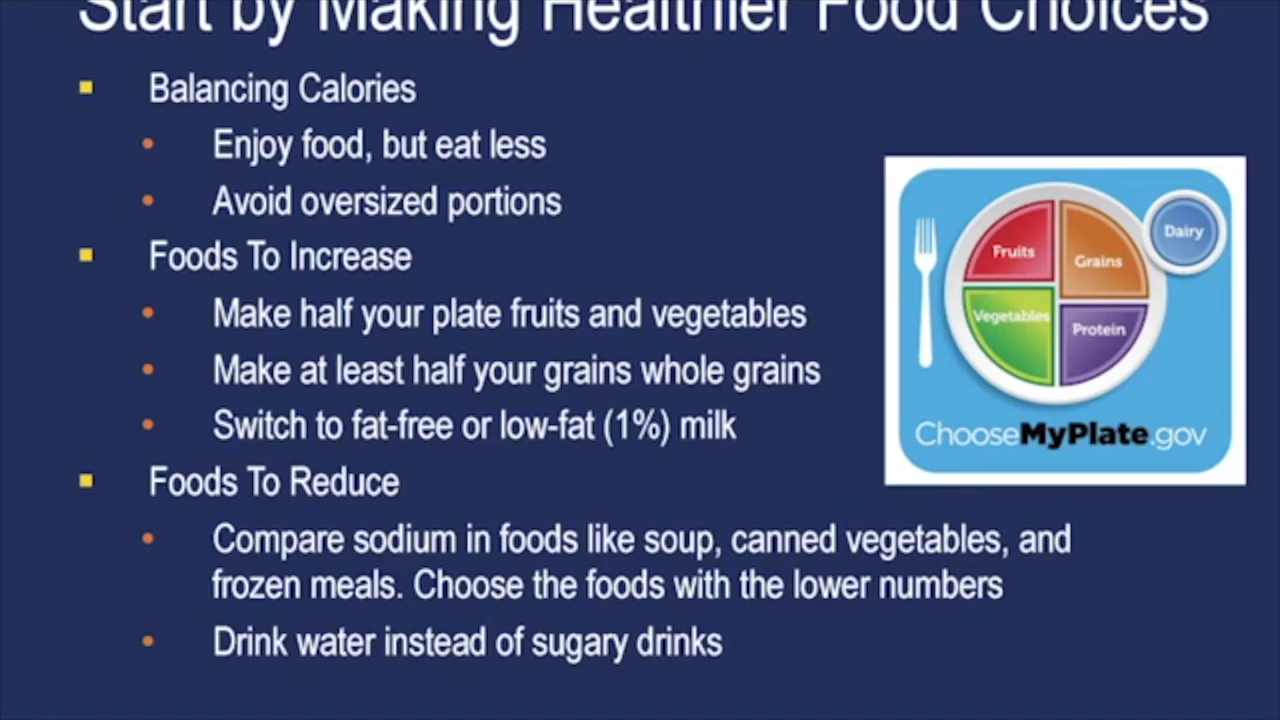 Start by Making Healthier Food Choices
Balancing Calories
Enjoy food, but eat less
Avoid oversized portions
Foods To Increase
Make half your plate fruits and vegetables
Make at least half your grains whole grains
Switch to fat-free or low-fat (1%) milk
Foods To Reduce
Compare sodium in foods like soup, canned vegetables, and
frozen meals. Choose the foods with the lower numbers
Drink water instead of sugary drinks
Dairy
Fruits
Grains
Vegetables
Protein
ChooseMyPlate.gov